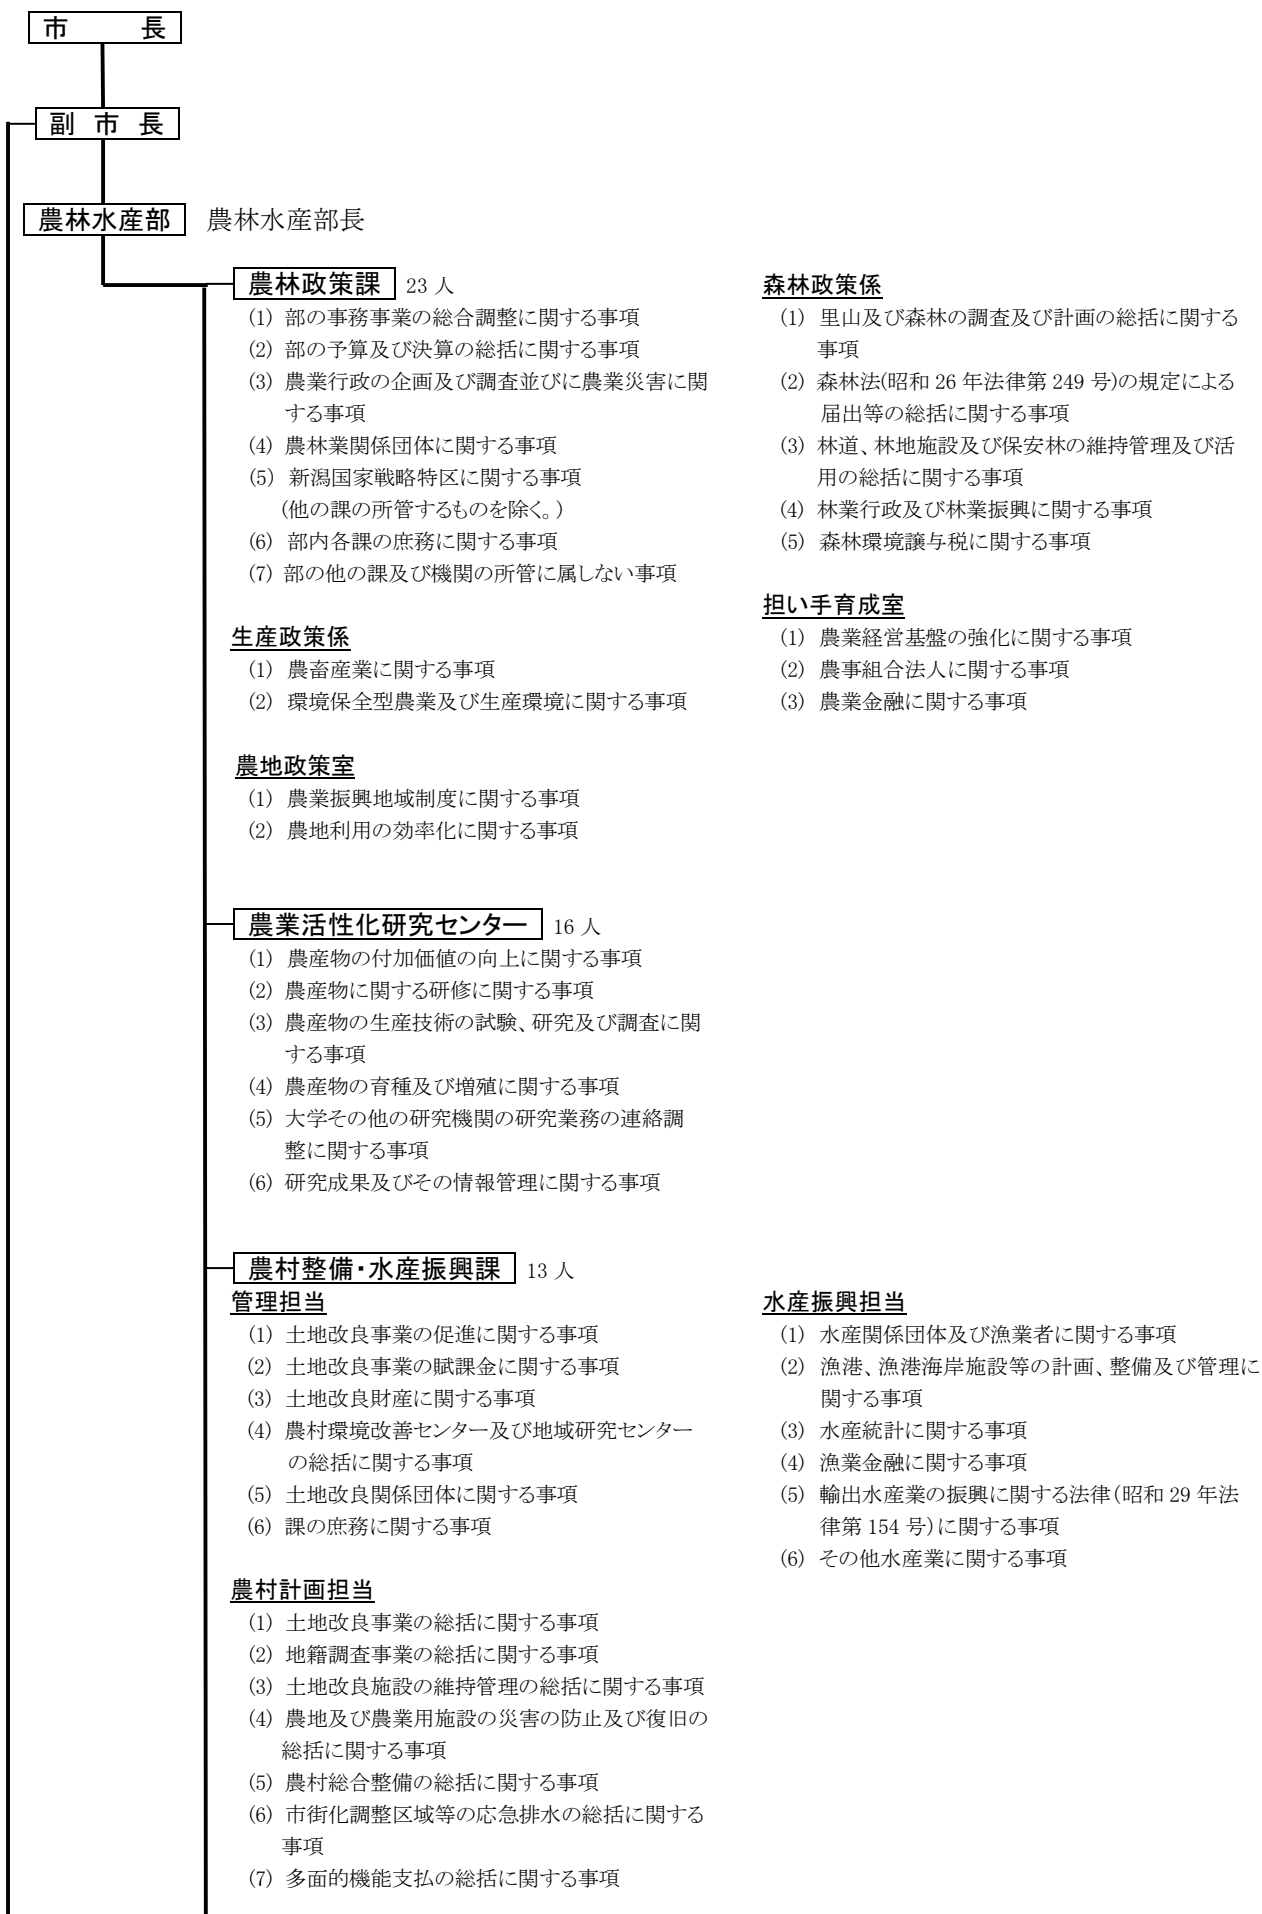 市長
副市長
農林水産部 農林水産部長
農林政策課 23人
(1) 部の事務事業の総合調整に関する事項
(2) 部の予算及び決算の総括に関する事項
(3) 農業行政の企画及び調査並びに農業災害に関
する事項
(4) 農林業関係団体に関する事項
(5) 新潟国家戦略特区に関する事項
(他の課の所管するものを除く。)
(6) 部内各課の庶務に関する事項
(7) 部の他の課及び機関の所管に属しない事項
生産政策係
(1) 農畜産業に関する事項
(2) 環境保全型農業及び生産環境に関する事項
農地政策室
(1) 農業振興地域制度に関する事項
(2) 農地利用の効率化に関する事項
森林政策係
(1) 里山及び森林の調査及び計画の総括に関する
事項
(2) 森林法(昭和26年法律第249号)の規定による
届出等の総括に関する事項
(3) 林道、林地施設及び保安林の維持管理及び活
用の総括に関する事項
(4) 林業行政及び林業振興に関する事項
(5) 森林環境譲与税に関する事項
担い手育成室
(1) 農業経営基盤の強化に関する事項
(2) 農事組合法人に関する事項
(3) 農業金融に関する事項
農業活性化研究センター 16人
(1) 農産物の付加価値の向上に関する事項
(2) 農産物に関する研修に関する事項
(3) 農産物の生産技術の試験、研究及び調査に関
する事項
(4) 農産物の育種及び増殖に関する事項
(5) 大学その他の研究機関の研究業務の連絡調
整に関する事項
(6) 研究成果及びその情報管理に関する事項
農村整備・水産振興課 13人
管理担当
(1) 土地改良事業の促進に関する事項
(2) 土地改良事業の賦課金に関する事項
(3) 土地改良財産に関する事項
(4) 農村環境改善センター及び地域研究センター
の総括に関する事項
(5) 土地改良関係団体に関する事項
(6) 課の庶務に関する事項
農村計画担当
(1) 土地改良事業の総括に関する事項
(2) 地籍調査事業の総括に関する事項
(3) 土地改良施設の維持管理の総括に関する事項
(4) 農地及び農業用施設の災害の防止及び復旧の
総括に関する事項
(5) 農村総合整備の総括に関する事項
(6) 市街化調整区域等の応急排水の総括に関する
事項
(7) 多面的機能支払の総括に関する事項
水産振興担当
(1) 水産関係団体及び漁業者に関する事項
(2) 漁港、漁港海岸施設等の計画、整備及び管理に
関する事項
(3) 水産統計に関する事項
(4) 漁業金融に関する事項
(5) 輸出水産業の振興に関する法律(昭和29年法
律第154号)に関する事項
(6) その他水産業に関する事項